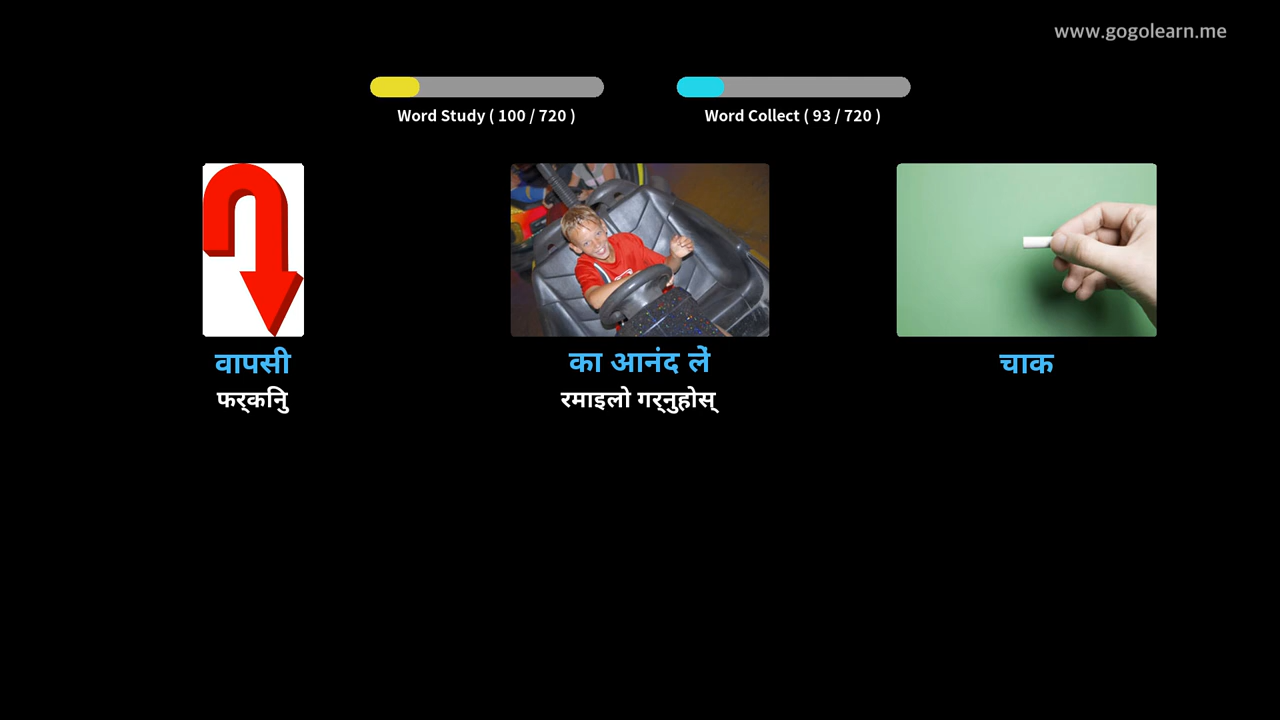 www.gogolearn.me
Word Study ( 100 / 720 )
Word Collect ( 93 / 720 )
वापसी
का आनंद लें
चाक
फर्कनुि
रमाइलो गर्नुहोस्